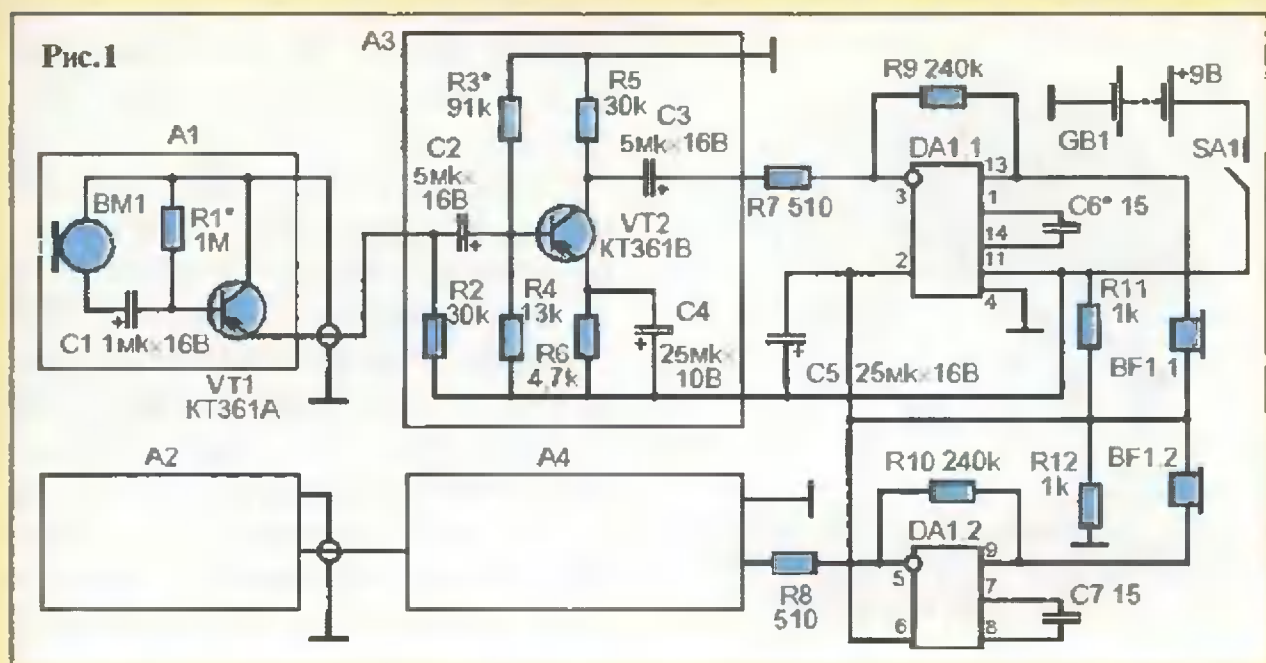 Рис.1
A3
R3*
91k
R5
30k
C3
5мк×16В
C2
5мк×
16В
VT2
КТ361В
R2
30k
R4
13k
R6
4,7k
C4
25мк×
10В
A1
BM1
R1*
1M
C1 1мк×16В
VT1
КТ361А
R9 240k
DA1.1
R7 510
3
2
13
1
14
11
4
C6* 15
+9В
GB1
SA1
R11
1k
BF1.1
C5 25мк×16В
A2
A4
R10 240k
R12
1k
BF1.2
DA1.2
R8
510
5
6
9
7
8
C7 15